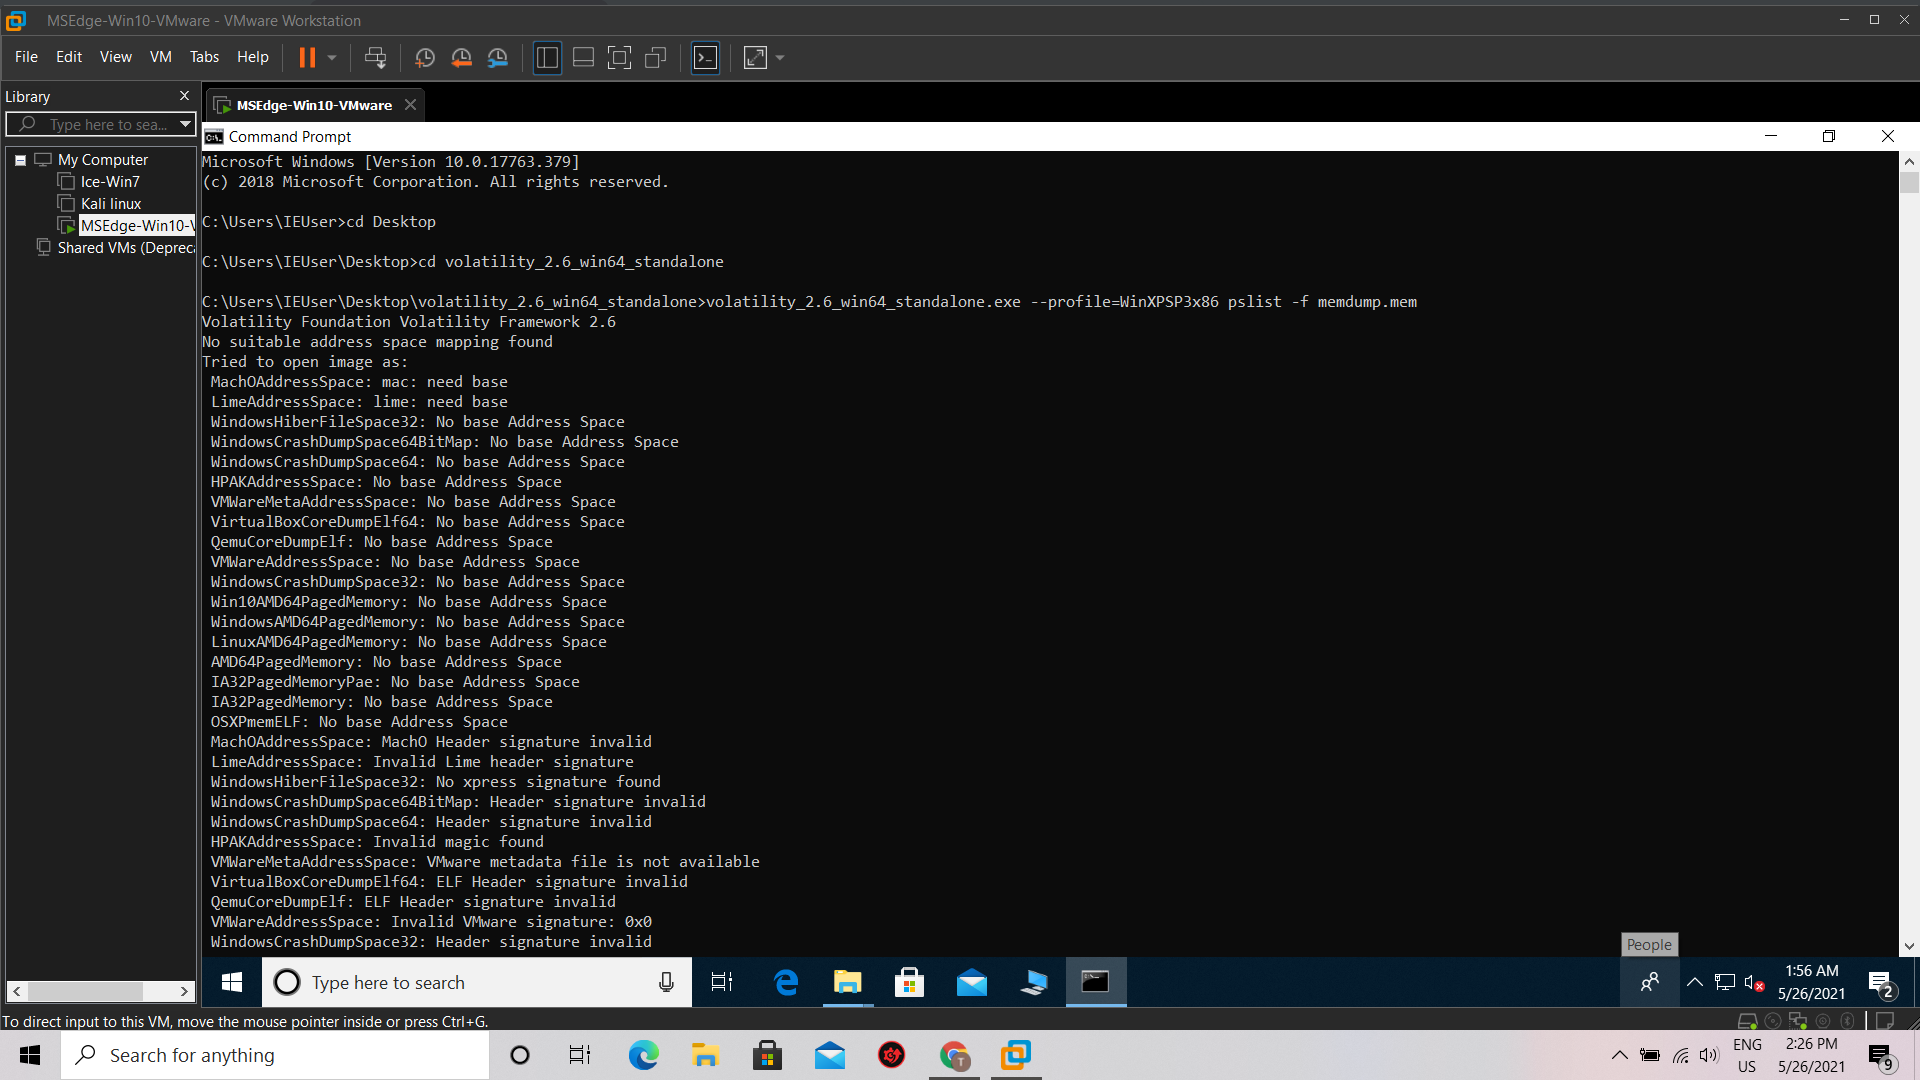 MSEdge-Win10-VMware - VMware Workstation
File Edit View VM Tabs Help
Library
Type here to sea...
My Computer
Ice-Win7
Kali linux
MSEdge-Win10-V
Shared VMs (Depreca
MSEdge-Win10-VMware
Command Prompt
Microsoft Windows [Version 10.0.17763.379]
(c) 2018 Microsoft Corporation. All rights reserved.
C:\Users\IEUser>cd Desktop
C:\Users\IEUser\Desktop>cd volatility_2.6_win64_standalone
C:\Users\IEUser\Desktop\volatility_2.6_win64_standalone>volatility_2.6_win64_standalone.exe --profile=WinXPSP3x86 pslist -f memdump.mem
Volatility Foundation Volatility Framework 2.6
No suitable address space mapping found
Tried to open image as:
MachOAddressSpace: mac: need base
LimeAddressSpace: lime: need base
WindowsHiberFileSpace32: No base Address Space
WindowsCrashDumpSpace64BitMap: No base Address Space
WindowsCrashDumpSpace64: No base Address Space
HPAKAddressSpace: No base Address Space
VMWareMetaAddressSpace: No base Address Space
VirtualBoxCoreDumpElf64: No base Address Space
QemuCoreDumpElf: No base Address Space
VMWareAddressSpace: No base Address Space
WindowsCrashDumpSpace32: No base Address Space
Win10AMD64PagedMemory: No base Address Space
WindowsAMD64PagedMemory: No base Address Space
LinuxAMD64PagedMemory: No base Address Space
AMD64PagedMemory: No base Address Space
IA32PagedMemoryPae: No base Address Space
IA32PagedMemory: No base Address Space
OSXPmemELF: No base Address Space
MachOAddressSpace: MachO Header signature invalid
LimeAddressSpace: Invalid Lime header signature
WindowsHiberFileSpace32: No xpress signature found
WindowsCrashDumpSpace64BitMap: Header signature invalid
WindowsCrashDumpSpace64: Header signature invalid
HPAKAddressSpace: Invalid magic found
VMWareMetaAddressSpace: VMware metadata file is not available
VirtualBoxCoreDumpElf64: ELF Header signature invalid
QemuCoreDumpElf: ELF Header signature invalid
VMWareAddressSpace: Invalid VMware signature: 0x0
WindowsCrashDumpSpace32: Header signature invalid
People
Type here to search
1:56 AM
5/26/2021
2
To direct input to this VM, move the mouse pointer inside or press Ctrl+G.
Search for anything
T
ENG
US
2:26 PM
5/26/2021
9